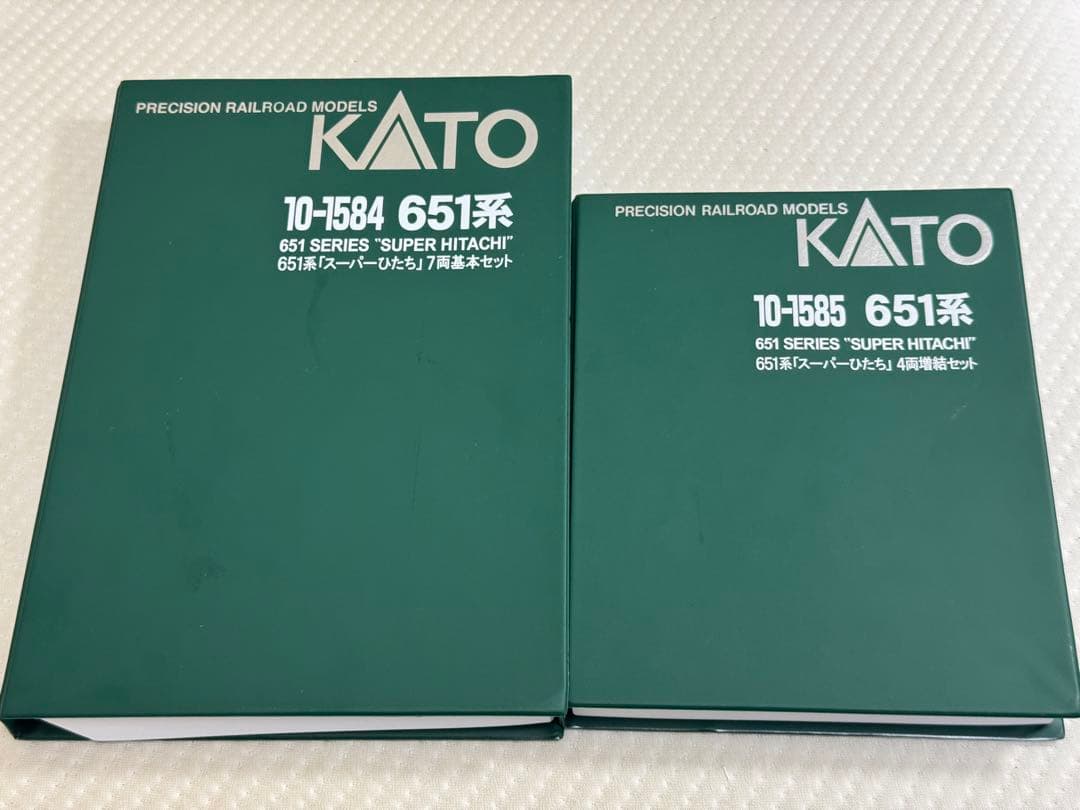 PRECISION RAILROAD MODELS
KATO
10-1584 651系
651 SERIES "SUPER HITACHI"
651系「スーパーひたち」7両基本セット
PRECISION RAILROAD MODELS
KATO
10-1585 651系
651 SERIES "SUPER HITACHI"
651系「スーパーひたち」4両増結セット